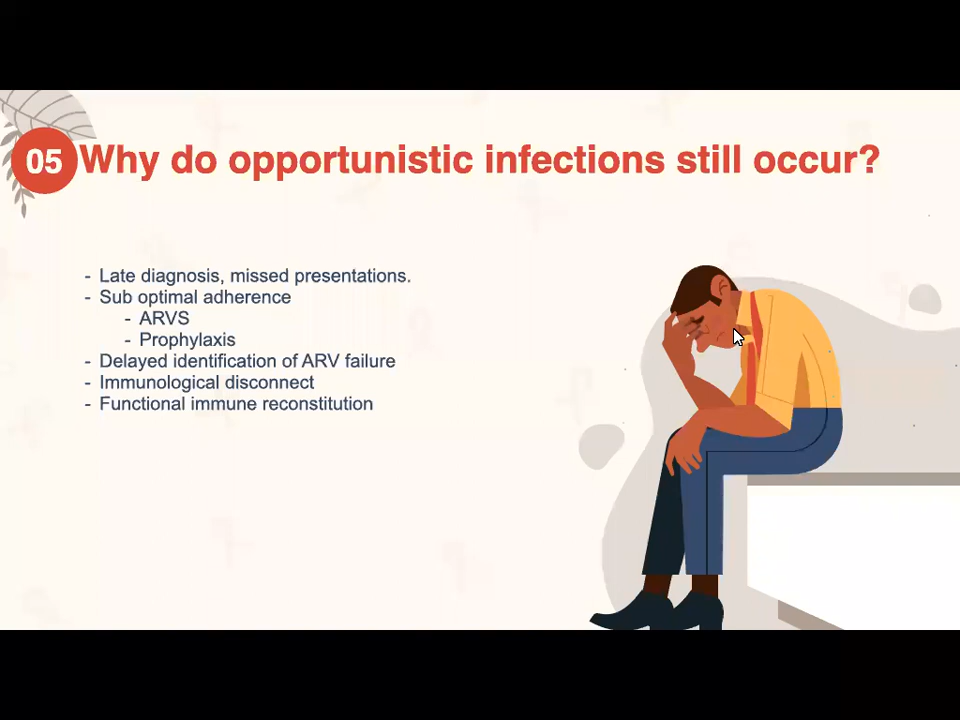 05 Why do opportunistic infections still occur?
- Late diagnosis, missed presentations.
- Sub optimal adherence
- ARVS
- Prophylaxis
- Delayed identification of ARV failure
- Immunological disconnect
- Functional immune reconstitution